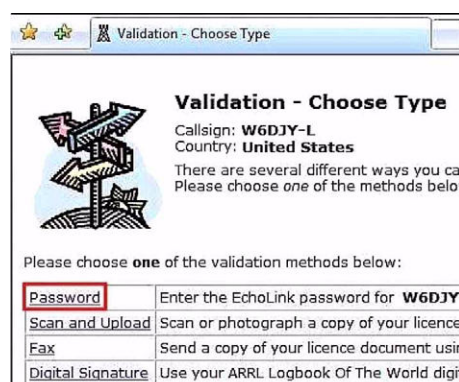 Validation - Choose Type
Validation - Choose Type
Callsign: W6DJY-L
Country: United States
There are several different ways you ca
Please choose one of the methods belo
Please choose one of the validation methods below:
Password Enter the EchoLink password for W6DJY
Scan and Upload Scan or photograph a copy of your licence
Fax Send a copy of your licence document usin
Digital Signature Use your ARRL Logbook Of The World digi